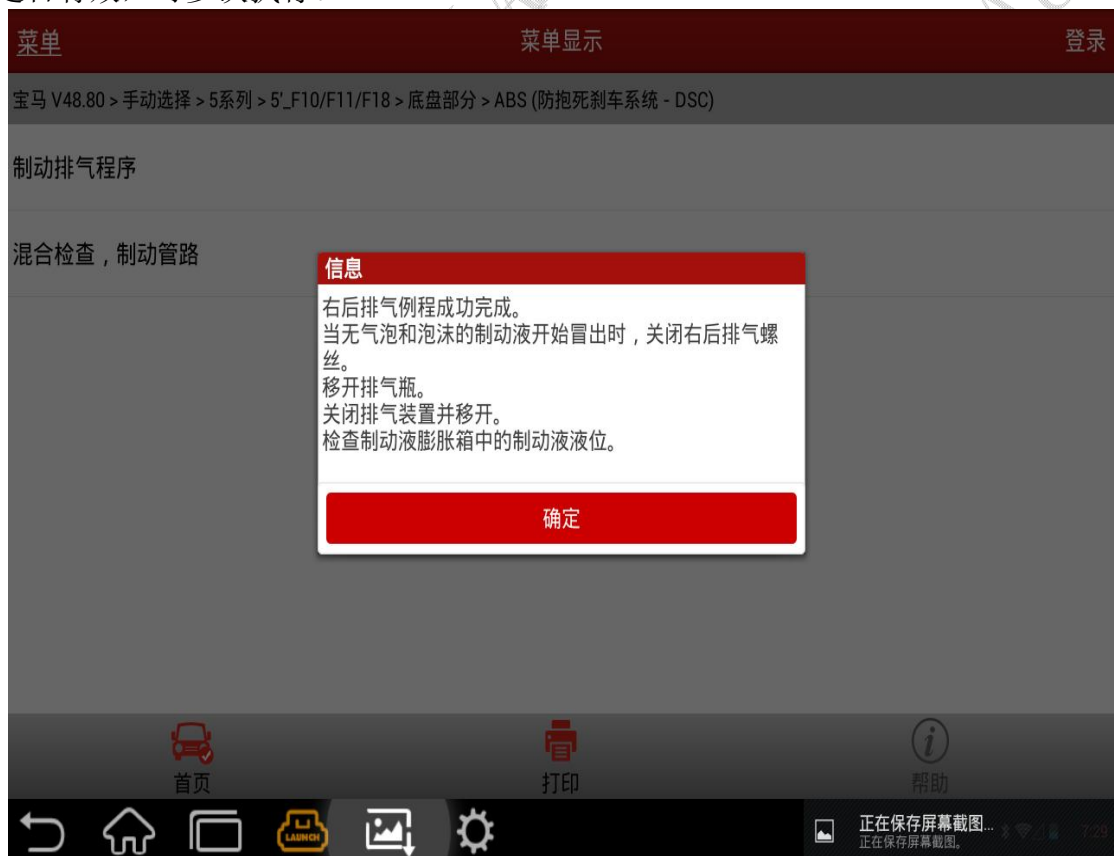 菜单
菜单显示
登录
宝马 V48.80 > 手动选择 > 5系列 > 5'_F10/F11/F18 > 底盘部分 > ABS (防抱死刹车系统 - DSC)
制动排气程序
混合检查，制动管路
信息
右后排气例程成功完成。
当无气泡和泡沫的制动液开始冒出时，关闭右后排气螺
丝。
移开排气瓶。
关闭排气装置并移开。
检查制动液膨胀箱中的制动液液位。
确定
首页
打印
帮助
LAUNCH
正在保存屏幕截图...
正在保存屏幕截图。
7:29